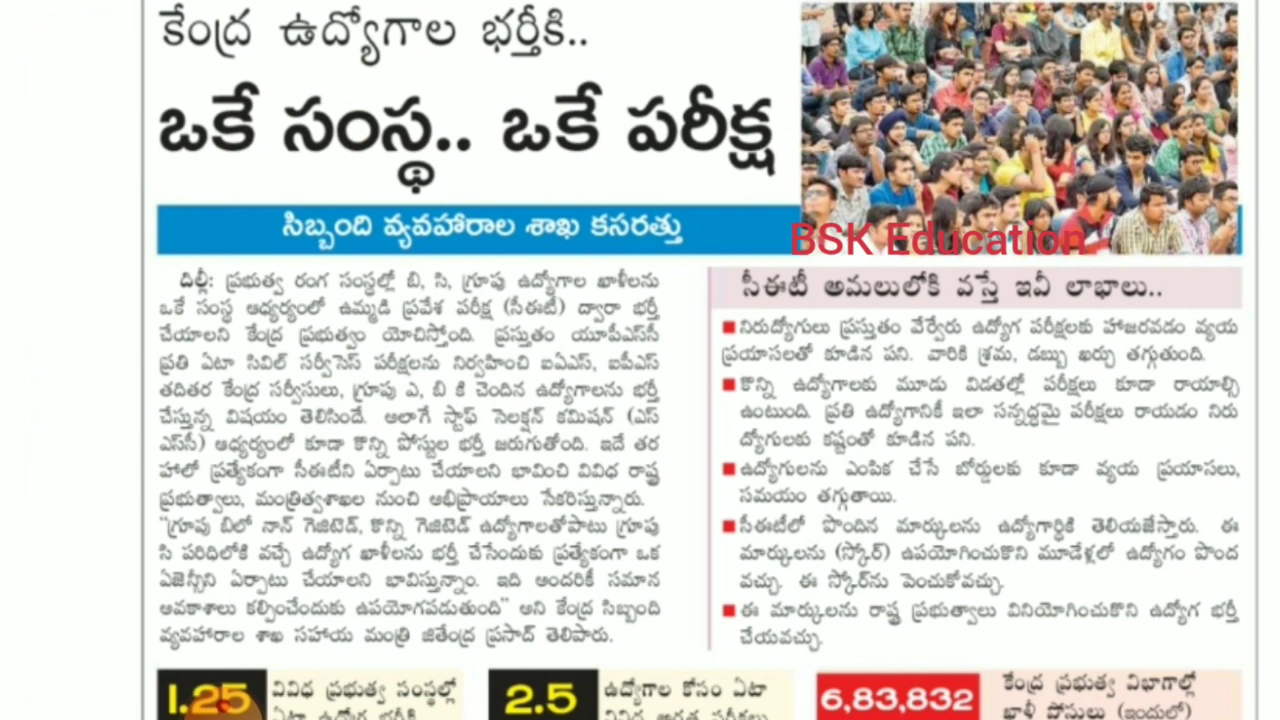 కేంద్ర ఉద్యోగాల భర్తీకి..
ఒకే సంస్థ.. ఒకే పరీక్ష
సిబ్బంది వ్యవహారాల శాఖ కసరత్తు
BSK Education
దిల్లీ: ప్రభుత్వ రంగ సంస్థల్లో బి, సి, గ్రూపు ఉద్యోగాల ఖాళీలను
ఒకే సంస్థ ఆధ్వర్యంలో ఉమ్మడి ప్రవేశ పరీక్ష (సీఈటీ) ద్వారా భర్తీ
చేయాలని కేంద్ర ప్రభుత్వం యోచిస్తోంది. ప్రస్తుతం యూపీఎస్‌సీ
ప్రతి ఏటా సివిల్ సర్వీసెస్ పరీక్షలను నిర్వహించి ఐఏఎస్, ఐపీఎస్
తదితర కేంద్ర సర్వీసులు, గ్రూపు ఎ, బి కి చెందిన ఉద్యోగాలను భర్తీ
చేస్తున్న విషయం తెలిసిందే. అలాగే స్టాఫ్ సెలక్షన్ కమిషన్ (ఎస్
ఎస్‌సీ) ఆధ్వర్యంలో కూడా కొన్ని పోస్టుల భర్తీ జరుగుతోంది. ఇదే తర
హాలో ప్రత్యేకంగా సీఈటీని ఏర్పాటు చేయాలని భావించి వివిధ రాష్ట్ర
ప్రభుత్వాలు, మంత్రిత్వశాఖల నుంచి అభిప్రాయాలు సేకరిస్తున్నారు.
"గ్రూపు బిలో నాన్ గెజిటెడ్, కొన్ని గెజిటెడ్ ఉద్యోగాలతోపాటు గ్రూపు
సి పరిధిలోకి వచ్చే ఉద్యోగ ఖాళీలను భర్తీ చేసేందుకు ప్రత్యేకంగా ఒక
ఏజెన్సీని ఏర్పాటు చేయాలని భావిస్తున్నాం. ఇది అందరికీ సమాన
అవకాశాలు కల్పించేందుకు ఉపయోగపడుతుంది" అని కేంద్ర సిబ్బంది
వ్యవహారాల శాఖ సహాయ మంత్రి జితేంద్ర ప్రసాద్ తెలిపారు.
సీఈటీ అమలులోకి వస్తే ఇవీ లాభాలు..
■ నిరుద్యోగులు ప్రస్తుతం వేర్వేరు ఉద్యోగ పరీక్షలకు హాజరవడం వ్యయ
ప్రయాసలతో కూడిన పని. వారికి శ్రమ, డబ్బు ఖర్చు తగ్గుతుంది.
■ కొన్ని ఉద్యోగాలకు మూడు విడతల్లో పరీక్షలు కూడా రాయాల్సి
ఉంటుంది. ప్రతి ఉద్యోగానికీ ఇలా సన్నద్ధమై పరీక్షలు రాయడం నిరు
ద్యోగులకు కష్టంతో కూడిన పని.
■ ఉద్యోగులను ఎంపిక చేసే బోర్డులకు కూడా వ్యయ ప్రయాసలు,
సమయం తగ్గుతాయి.
■ సీఈటీలో పొందిన మార్కులను ఉద్యోగార్థికి తెలియజేస్తారు. ఈ
మార్కులను (స్కోర్) ఉపయోగించుకొని మూడేళ్లలో ఉద్యోగం పొంద
వచ్చు. ఈ స్కోర్‌ను పెంచుకోవచ్చు.
■ ఈ మార్కులను రాష్ట్ర ప్రభుత్వాలు వినియోగించుకొని ఉద్యోగ భర్తీ
చేయవచ్చు.
1.25 వివిధ ప్రభుత్వ సంస్థల్లో
ఏటా ఉద్యోగ భర్తీకి
2.5 ఉద్యోగాల కోసం ఏటా
వివిధ అర్హత పరీక్షలు
6,83,832 కేంద్ర ప్రభుత్వ విభాగాల్లో
ఖాళీ పోస్టులు (ఇందులో)